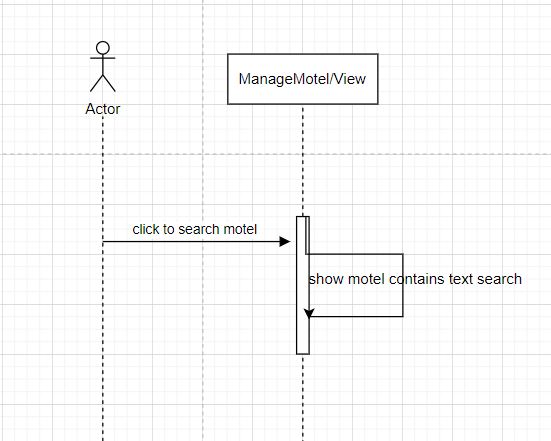 Actor
ManageMotel/View
click to search motel
show motel contains text search